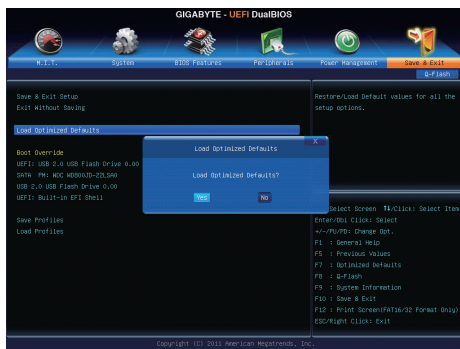 GIGABYTE - UEFI DualBIOS
M.I.T. System BIOS Features Peripherals Power Management Save & Exit
Q-Flash
Save & Exit Setup
Exit Without Saving
Load Optimized Defaults
Boot Override
UEFI: USB 2.0 USB Flash Drive 0.00
SATA PM: WDC WD800JD-22LSA0
USB 2.0 USB Flash Drive 0.00
UEFI: Built-in EFI Shell
Save Profiles
Load Profiles
Load Optimized Defaults
X
Load Optimized Defaults?
Yes No
Restore/Load Default values for all the
setup options.
Select Screen ↑↓/Click: Select Item
Enter/Dbl Click: Select
+/-/PU/PD: Change Opt.
F1 : General Help
F5 : Previous Values
F7 : Optimized Defaults
F8 : Q-Flash
F9 : System Information
F10 : Save & Exit
F12 : Print Screen(FAT16/32 Format Only)
ESC/Right Click: Exit
Copyright (C) 2011 American Megatrends, Inc.